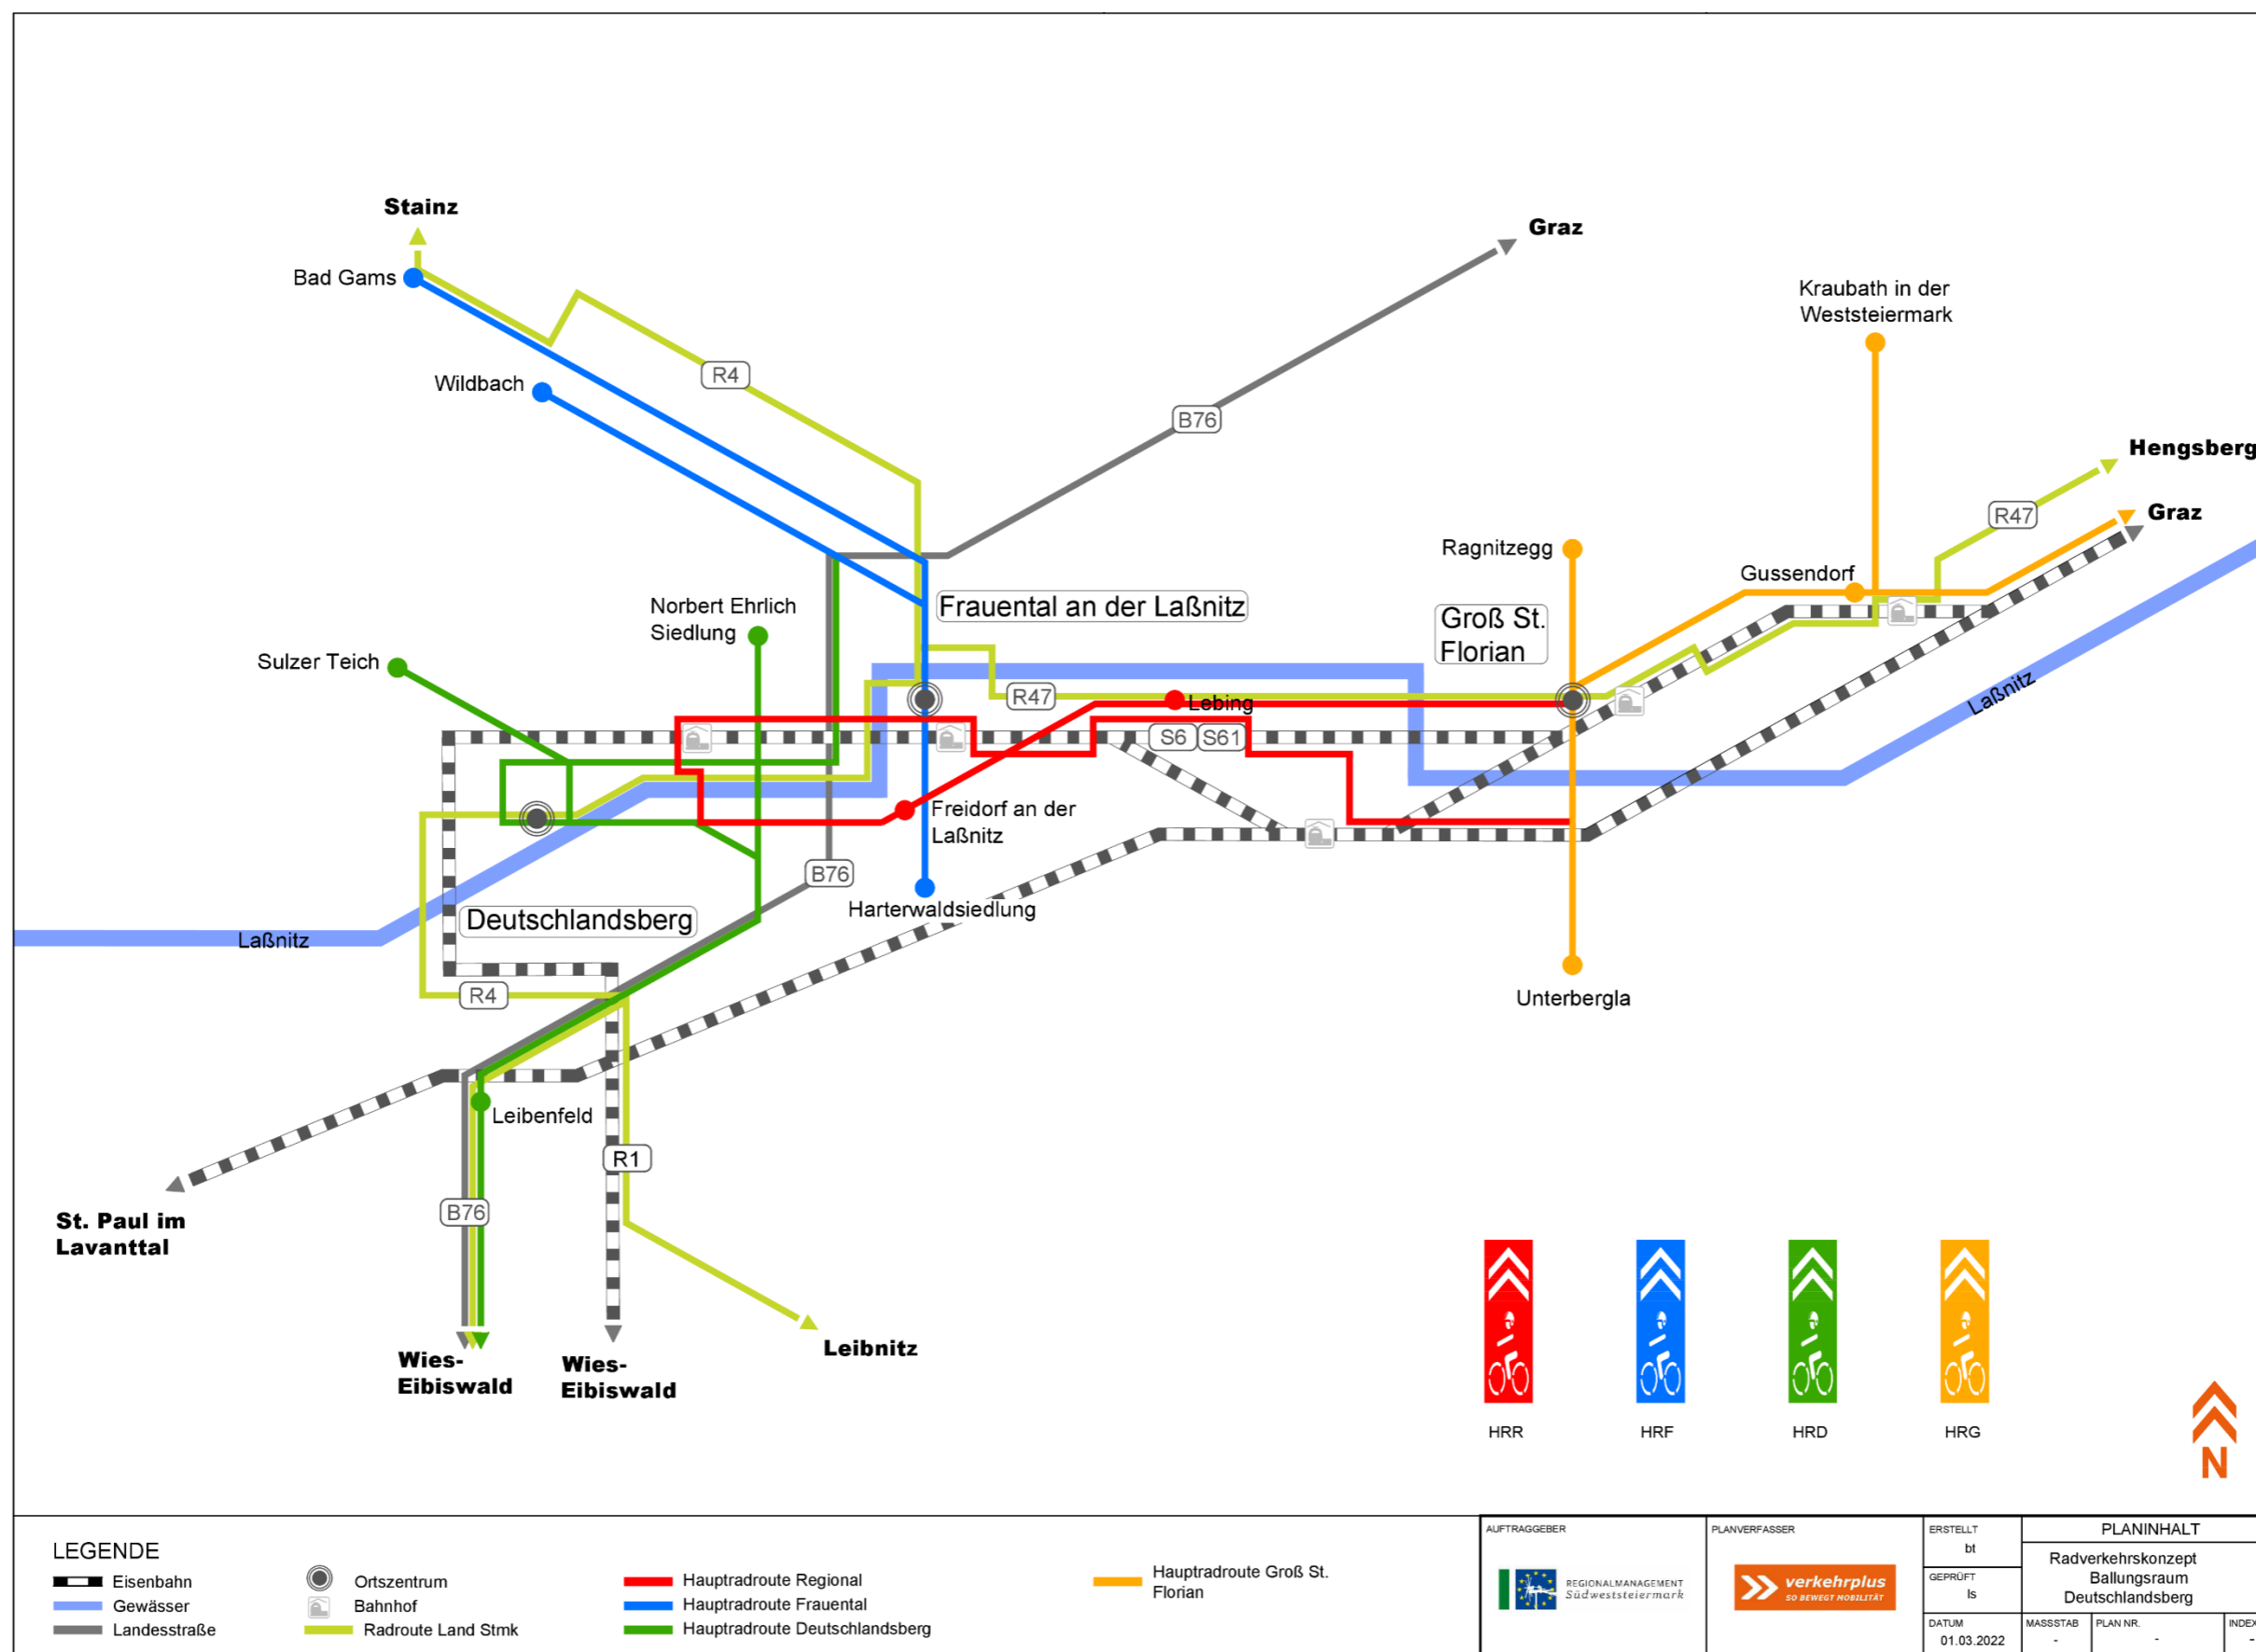 Stainz
Graz
Bad Gams
Kraubath in der
Weststeiermark
R4
Wildbach
B76
Hengsberg
R47
Graz
Ragnitzegg
Gussendorf
Norbert Ehrlich
Siedlung
Frauental an der Laßnitz
Groß St.
Florian
Sulzer Teich
R47
Lebing
Laßnitz
S6
S61
Freidorf an der
Laßnitz
B76
Harterwaldsiedlung
Deutschlandsberg
Laßnitz
R4
Unterbergla
Leibenfeld
R1
St. Paul im
Lavanttal
B76
Leibnitz
Wies-
Eibiswald
Wies-
Eibiswald
HRR
HRF
HRD
HRG
N
LEGENDE
Eisenbahn
Gewässer
Landesstraße
Ortszentrum
Bahnhof
Radroute Land Stmk
Hauptradroute Regional
Hauptradroute Frauental
Hauptradroute Deutschlandsberg
Hauptradroute Groß St.
Florian
AUFTRAGGEBER
REGIONALMANAGEMENT
Südweststeiermark
PLANVERFASSER
verkehrplus
SO BEWEGT MOBILITÄT
ERSTELLT
bt
GEPRÜFT
ls
DATUM
01.03.2022
PLANINHALT
Radverkehrskonzept
Ballungsraum
Deutschlandsberg
MASSSTAB
-
PLAN NR.
-
INDEX
-